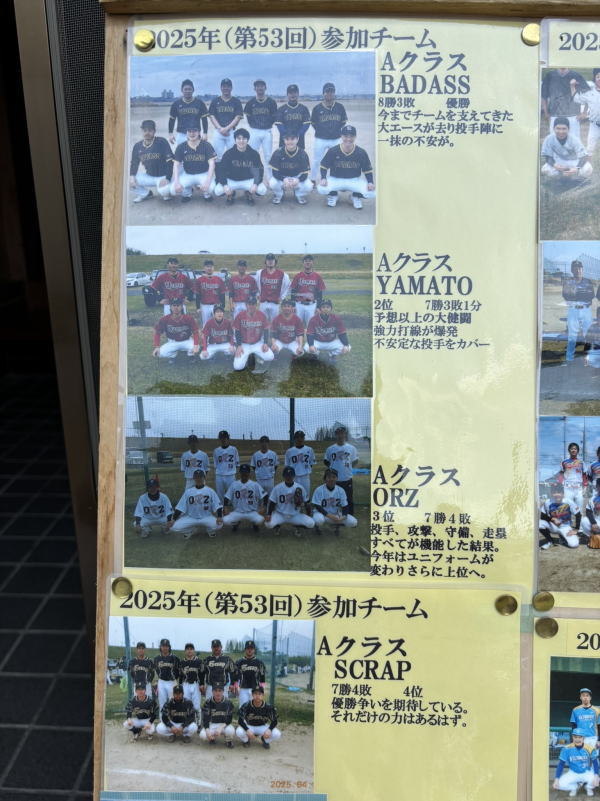 2025年(第53回)参加チーム
Aクラス
BADASS
8勝3敗　優勝
今までチームを支えてきた
大エースが去り投手陣に
一抹の不安が。
Aクラス
YAMATO
2位　7勝3敗1分
予想以上の大健闘
強力打線が爆発
不安定な投手をカバー
Aクラス
ORZ
3位　7勝4敗
投手、攻撃、守備、走塁
すべてが機能した結果。
今年はユニフォームが
変わりさらに上位へ。
2025年(第53回)参加チーム
Aクラス
SCRAP
7勝4敗　4位
優勝争いを期待している。
それだけの力はあるはず。
2025.04
2025
20